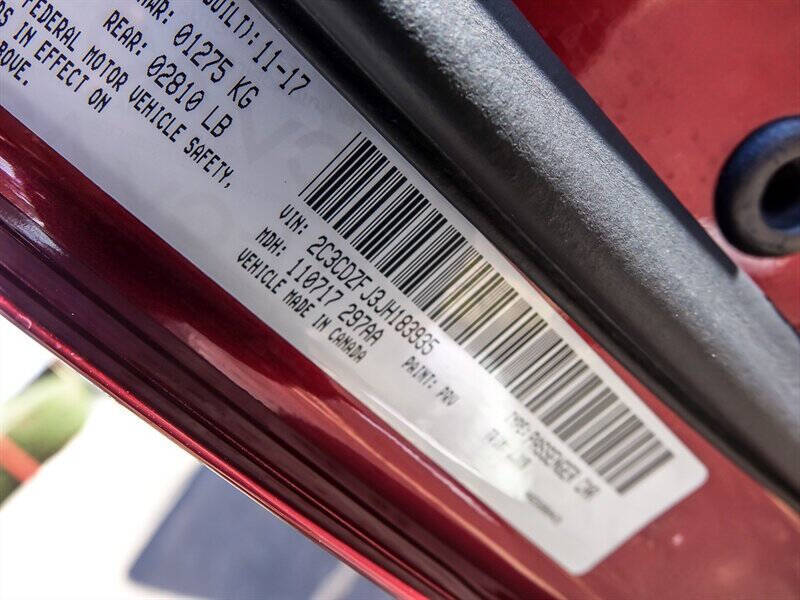 BUILT): 11-17
01275 KG
REAR: 02810 LB
FEDERAL MOTOR VEHICLE SAFETY,
IN EFFECT ON
ABOVE.
VIN: 2C3CDZFJ3JH183935
MDH: 110717 297AA
VEHICLE MADE IN CANADA
PAINT: PRV
TYPE: PASSENGER CAR